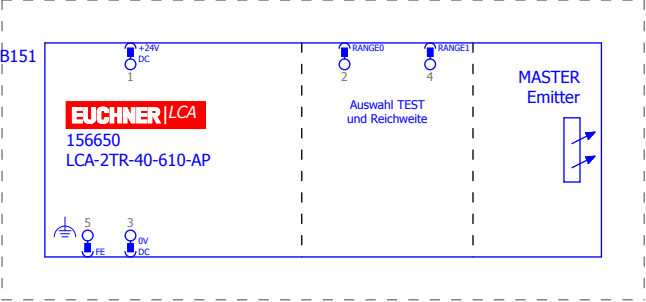 B151
+24V
DC
1
RANGE0
2
RANGE1
4
MASTER
Emitter
EUCHNER LCA
156650
LCA-2TR-40-610-AP
Auswahl TEST
und Reichweite
5
FE
3
0V
DC